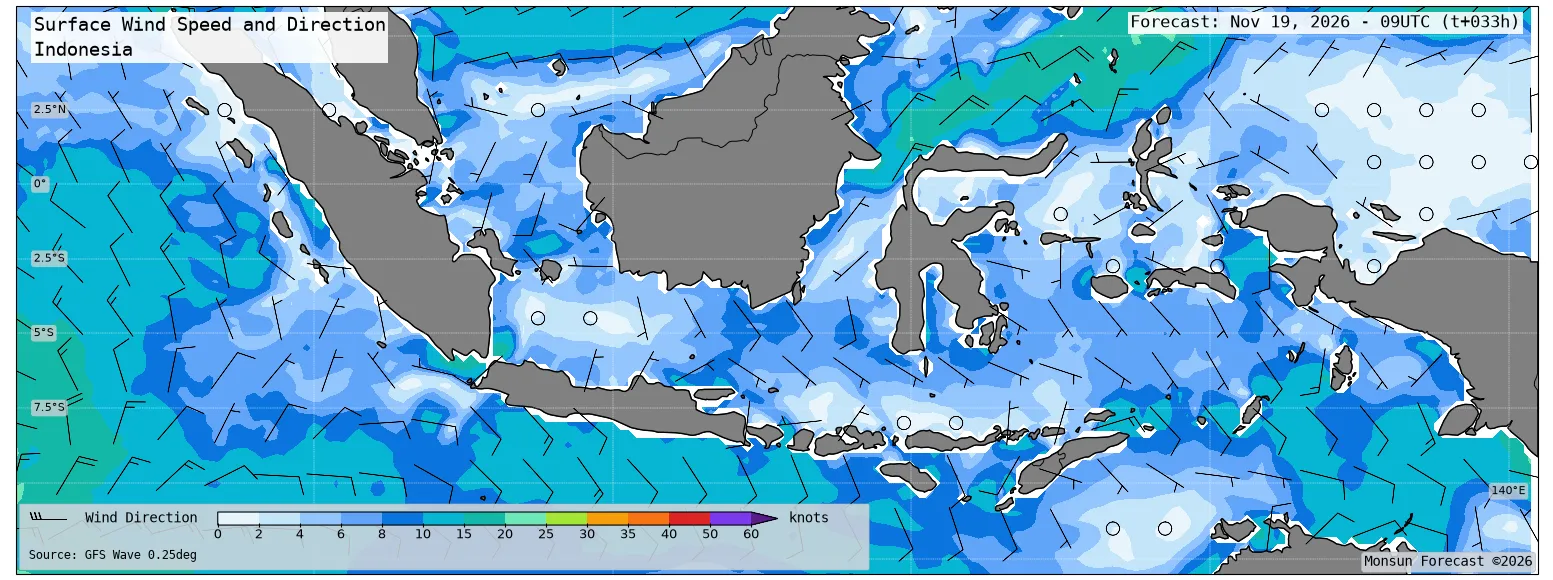 Surface Wind Speed and Direction
Indonesia
Forecast: Nov 19, 2026 - 09UTC (t+033h)
2.5°N
0°
2.5°S
5°S
7.5°S
140°E
Wind Direction
0 2 4 6 8 10 15 20 25 30 35 40 50 60 knots
Source: GFS Wave 0.25deg
Monsun Forecast ©2026